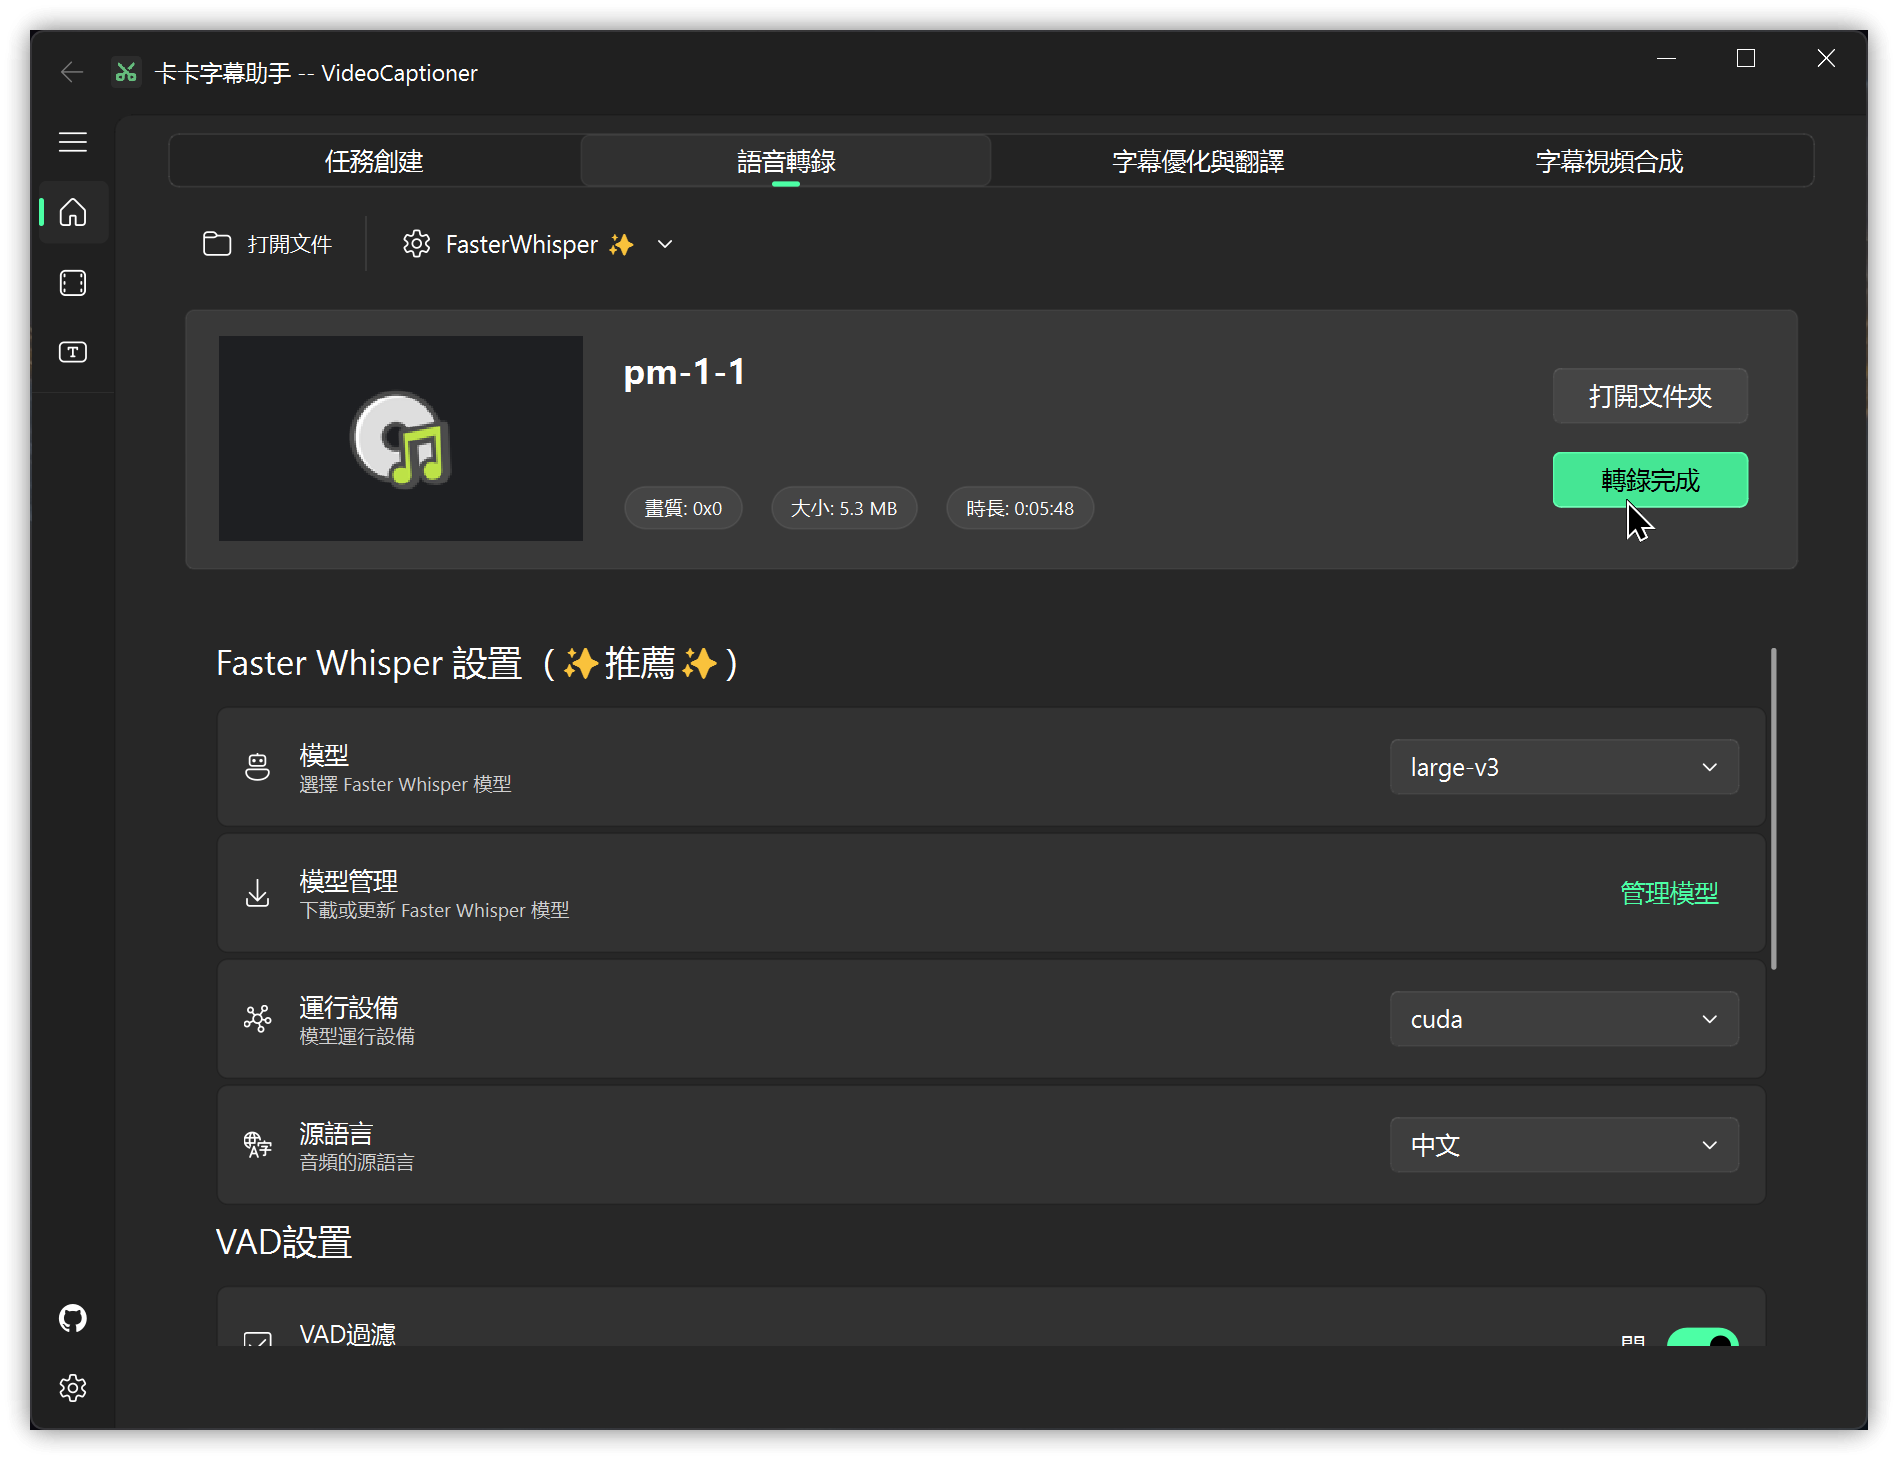 卡卡字幕助手 -- VideoCaptioner
任務創建
語音轉錄
字幕優化與翻譯
字幕視頻合成
打開文件
FasterWhisper ✨
pm-1-1
畫質: 0x0
大小: 5.3 MB
時長: 0:05:48
打開文件夾
轉錄完成
Faster Whisper 設置（✨推薦✨）
模型
選擇 Faster Whisper 模型
large-v3
模型管理
下載或更新 Faster Whisper 模型
管理模型
運行設備
模型運行設備
cuda
源語言
音頻的源語言
中文
VAD設置
VAD過濾